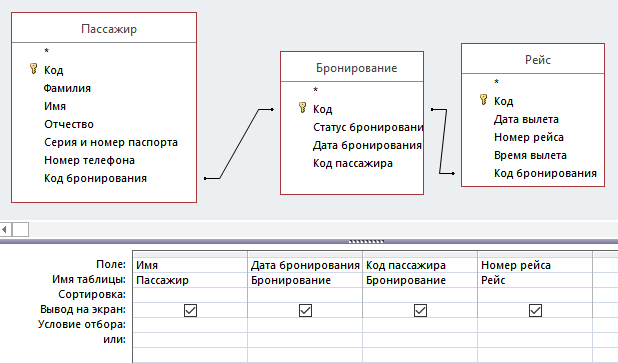 Пассажир
*
Код
Фамилия
Имя
Отчество
Серия и номер паспорта
Номер телефона
Код бронирования
Бронирование
*
Код
Статус бронировани
Дата бронирования
Код пассажира
Рейс
*
Код
Дата вылета
Номер рейса
Время вылета
Код бронирования
Поле: Имя Дата бронирования Код пассажира Номер рейса
Имя таблицы: Пассажир Бронирование Бронирование Рейс
Сортировка:
Вывод на экран:
Условие отбора:
или: